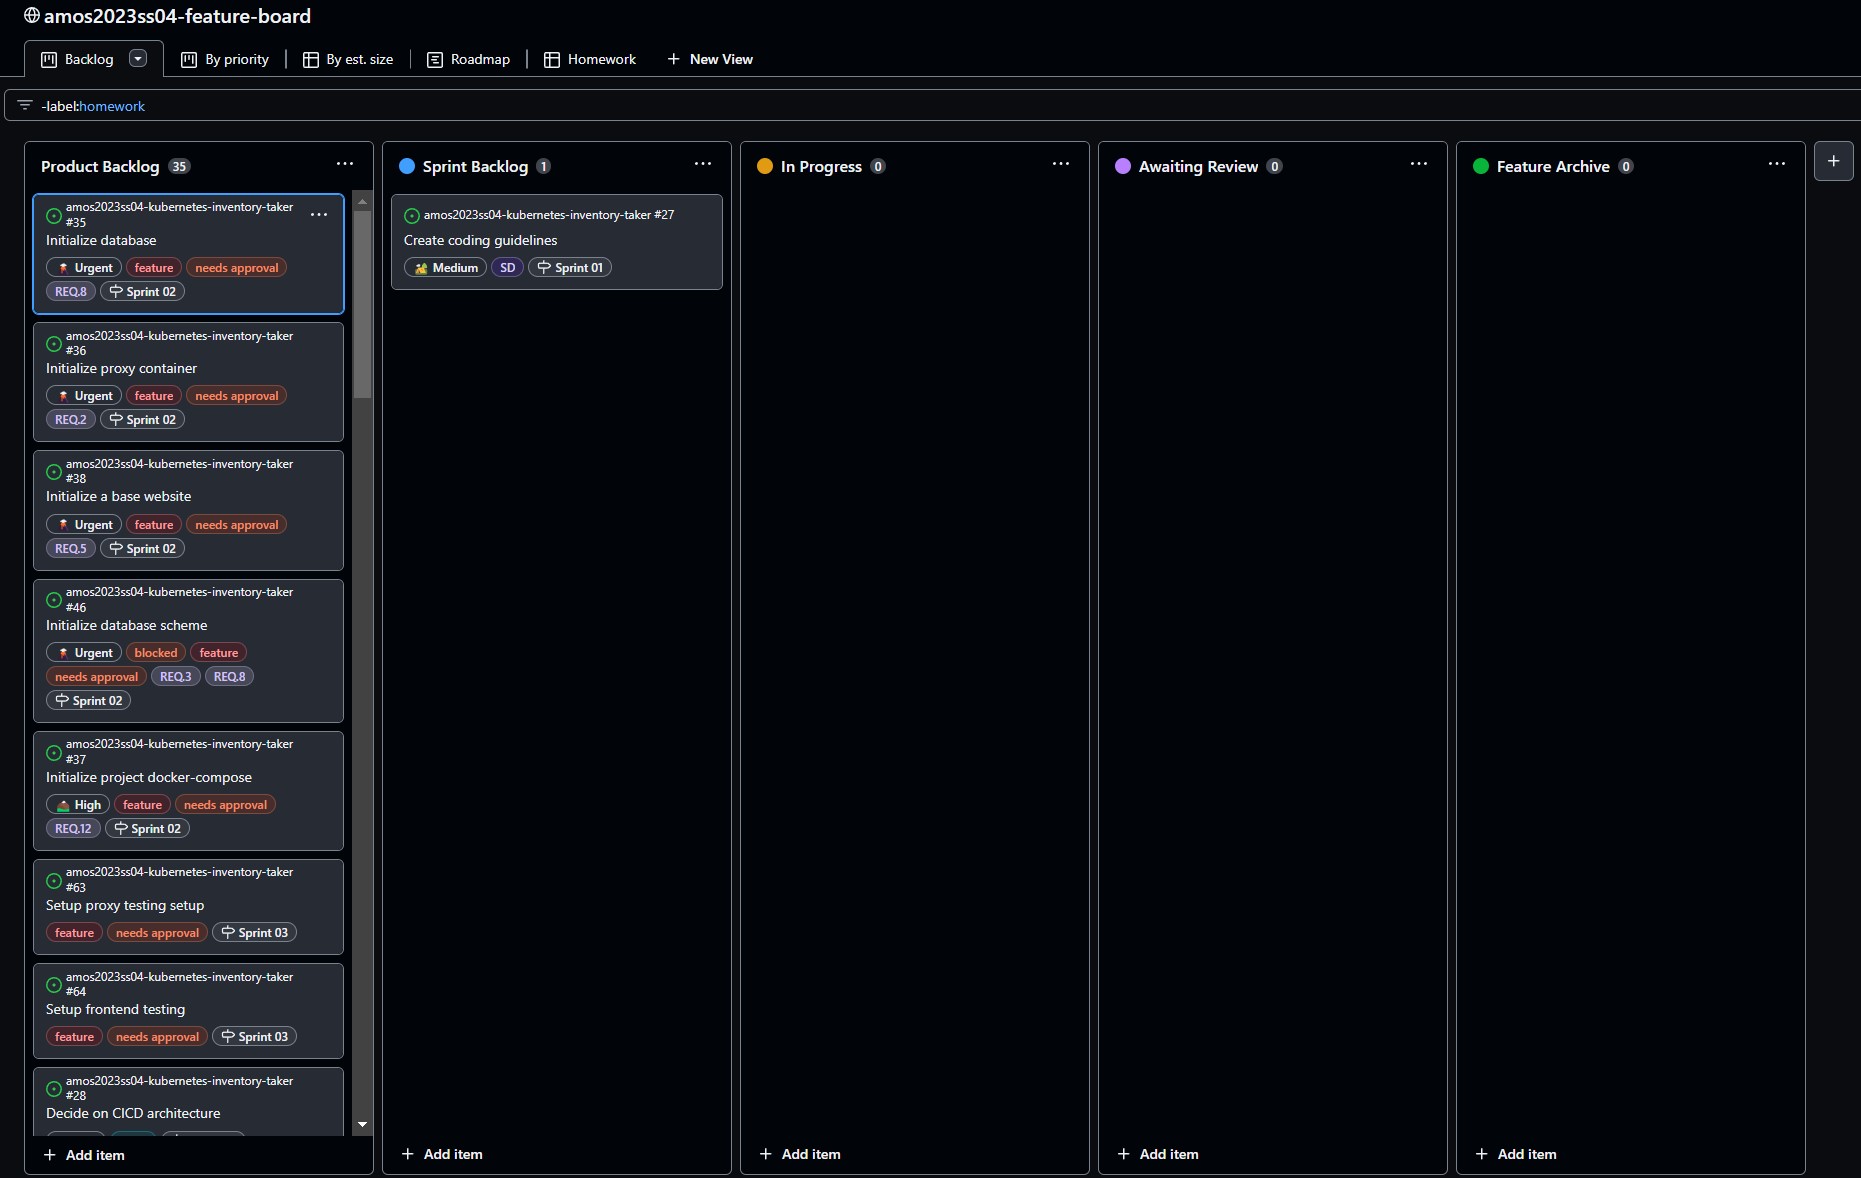 amos2023ss04-feature-board
Backlog
By priority
By est. size
Roadmap
Homework
New View
-label:homework
Product Backlog 35
amos2023ss04-kubernetes-inventory-taker
#35
Initialize database
Urgent feature needs approval
REQ.8 Sprint 02
amos2023ss04-kubernetes-inventory-taker
#36
Initialize proxy container
Urgent feature needs approval
REQ.2 Sprint 02
amos2023ss04-kubernetes-inventory-taker
#38
Initialize a base website
Urgent feature needs approval
REQ.5 Sprint 02
amos2023ss04-kubernetes-inventory-taker
#46
Initialize database scheme
Urgent blocked feature
needs approval REQ.3 REQ.8
Sprint 02
amos2023ss04-kubernetes-inventory-taker
#37
Initialize project docker-compose
High feature needs approval
REQ.12 Sprint 02
amos2023ss04-kubernetes-inventory-taker
#63
Setup proxy testing setup
feature needs approval Sprint 03
amos2023ss04-kubernetes-inventory-taker
#64
Setup frontend testing
feature needs approval Sprint 03
amos2023ss04-kubernetes-inventory-taker
#28
Decide on CICD architecture
Add item
Sprint Backlog 1
amos2023ss04-kubernetes-inventory-taker #27
Create coding guidelines
Medium SD Sprint 01
Add item
In Progress 0
Add item
Awaiting Review 0
Add item
Feature Archive 0
Add item